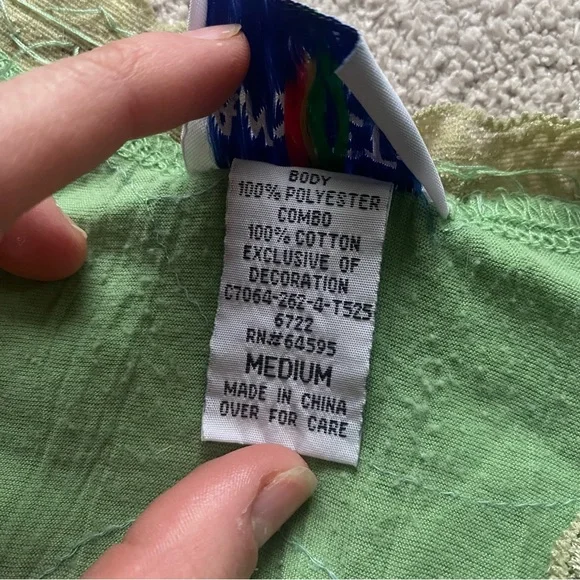 BODY
100% POLYESTER
COMBO
100% COTTON
EXCLUSIVE OF
DECORATION
C7064-262-4-T525
6722
RN#64595
MEDIUM
MADE IN CHINA
OVER FOR CARE